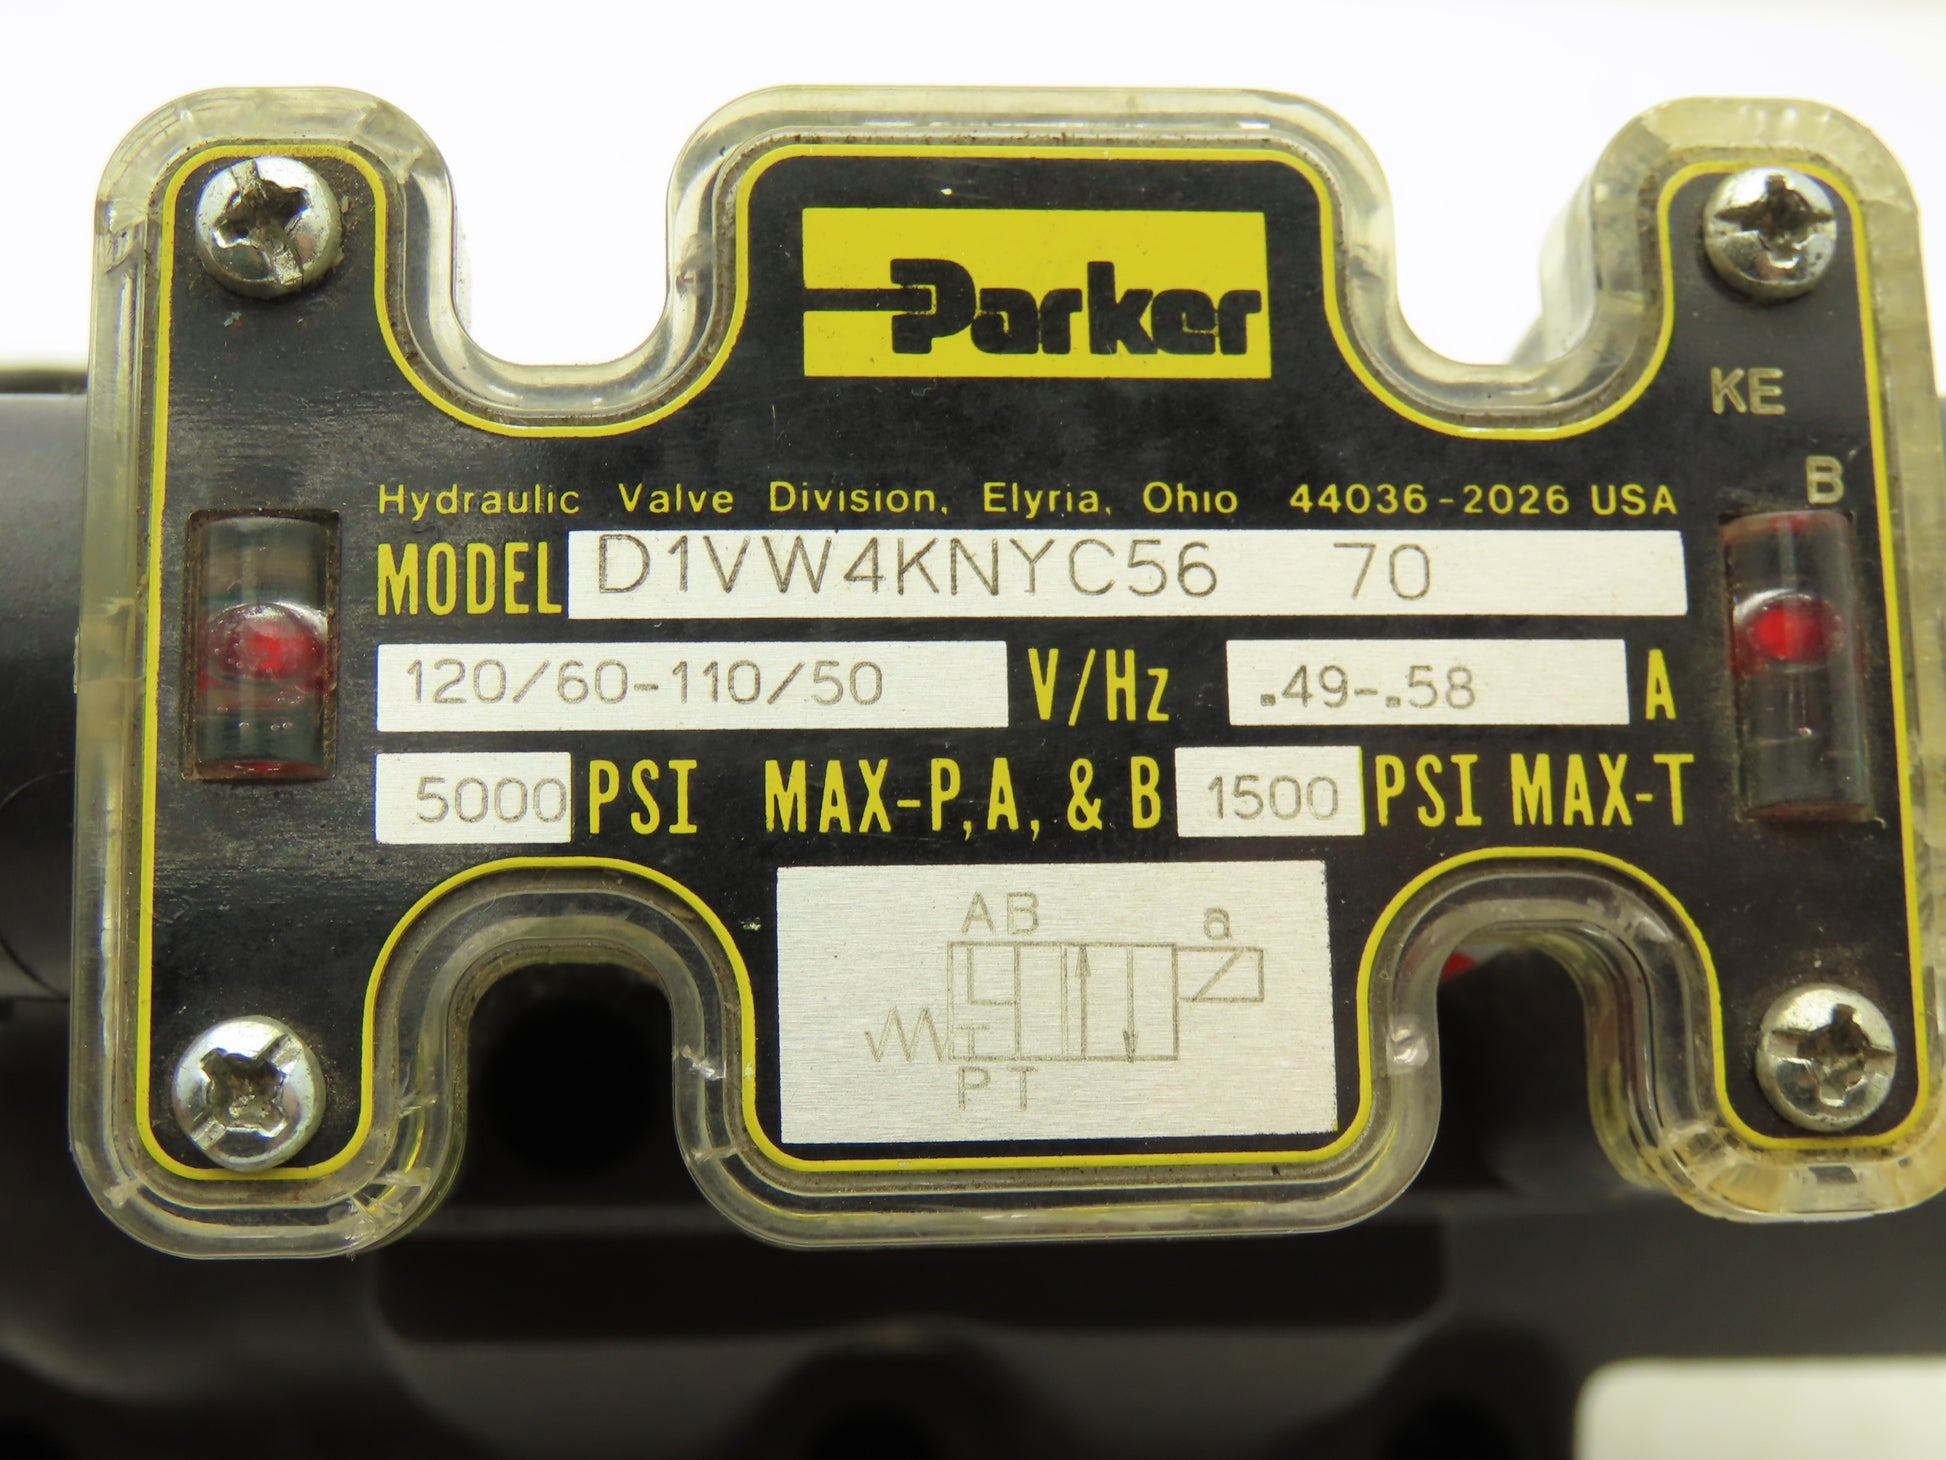 Parker
KE
B
Hydraulic Valve Division, Elyria, Ohio 44036-2026 USA
MODEL D1VW4KNYC56 70
120/60-110/50 V/Hz .49-.58 A
5000 PSI MAX-P,A, & B 1500 PSI MAX-T
AB a
PT